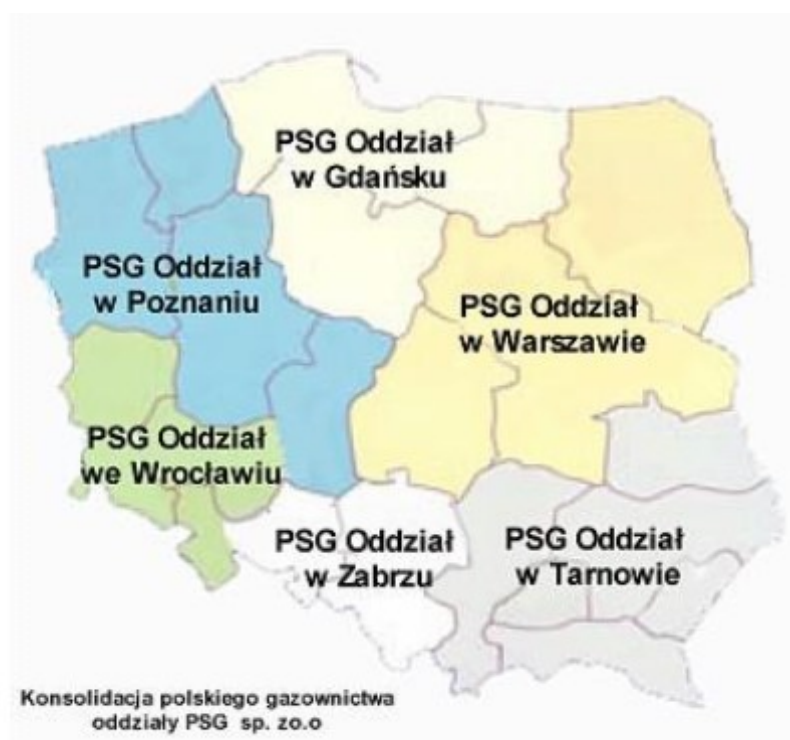 PSG Oddział
w Gdańsku
PSG Oddział
w Poznaniu
PSG Oddział
w Warszawie
PSG Oddział
we Wrocławiu
PSG Oddział
w Zabrzu
PSG Oddział
w Tarnowie
Konsolidacja polskiego gazownictwa
oddziały PSG sp. zo.o